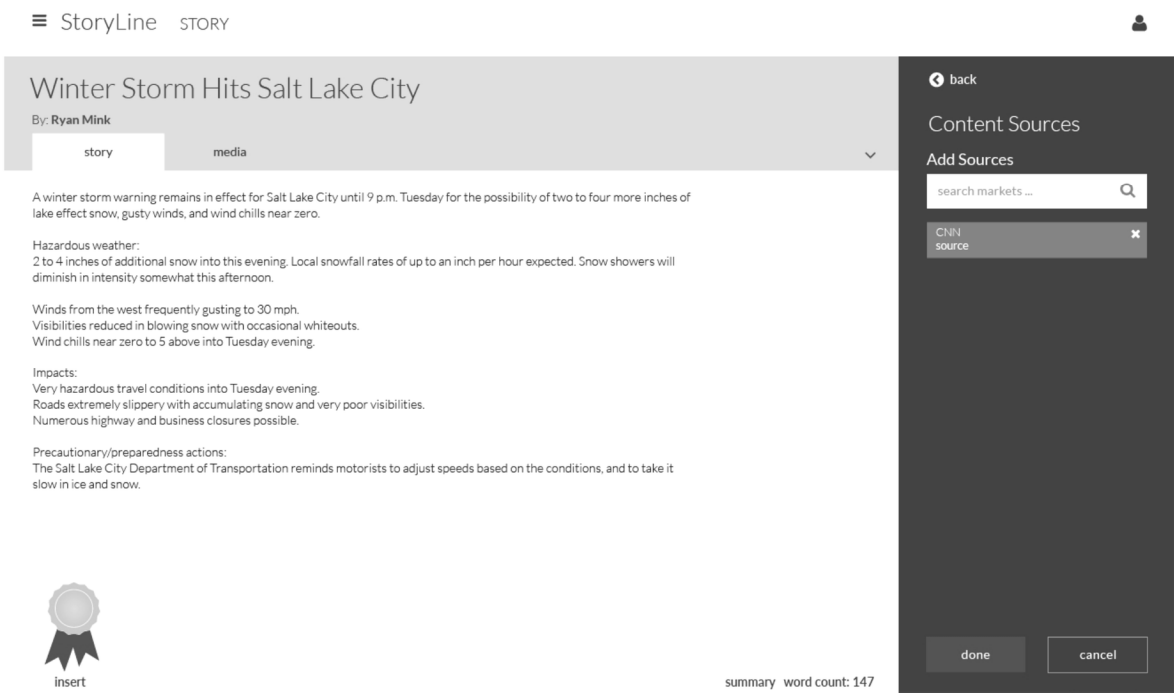 StoryLine STORY
Winter Storm Hits Salt Lake City
By: Ryan Mink
story media
A winter storm warning remains in effect for Salt Lake City until 9 p.m. Tuesday for the possibility of two to four more inches of
lake effect snow, gusty winds, and wind chills near zero.
Hazardous weather:
2 to 4 inches of additional snow into this evening. Local snowfall rates of up to an inch per hour expected. Snow showers will
diminish in intensity somewhat this afternoon.
Winds from the west frequently gusting to 30 mph.
Visibilities reduced in blowing snow with occasional whiteouts.
Wind chills near zero to 5 above into Tuesday evening.
Impacts:
Very hazardous travel conditions into Tuesday evening.
Roads extremely slippery with accumulating snow and very poor visibilities.
Numerous highway and business closures possible.
Precautionary/preparedness actions:
The Salt Lake City Department of Transportation reminds motorists to adjust speeds based on the conditions, and to take it
slow in ice and snow.
insert
summary word count: 147
back
Content Sources
Add Sources
search markets ...
CNN
source
done cancel